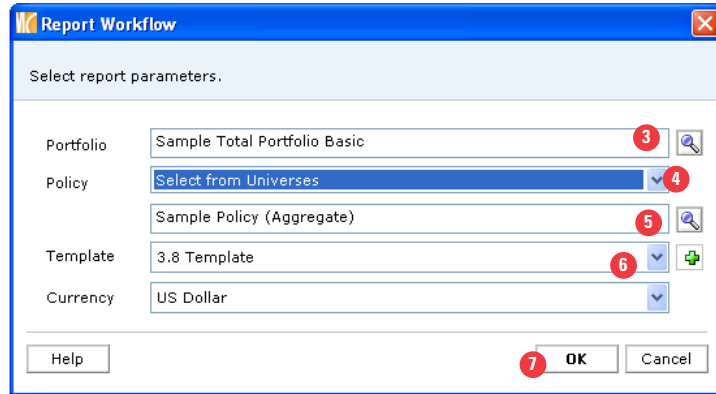 Report Workflow
Select report parameters.
Portfolio Sample Total Portfolio Basic 3
Policy Select from Universes 4
Sample Policy (Aggregate) 5
Template 3.8 Template 6
Currency US Dollar
Help 7 OK Cancel